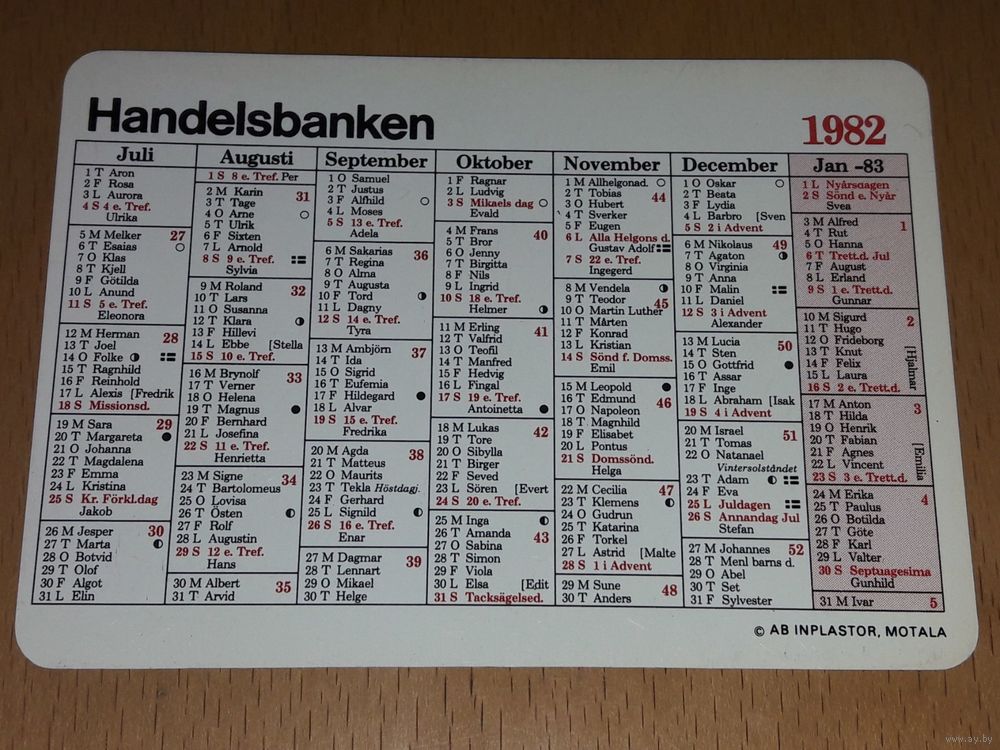 Handelsbanken
1982
Juli
1 T Aron
2 F Rosa
3 L Aurora
4 S 4 e. Tref.
Ulrika
5 M Melker 27
6 T Esaias
7 O Klas
8 T Kjell
9 F Götilda
10 L Anund
11 S 5 e. Tref.
Eleonora
12 M Herman 28
13 T Joel
14 O Folke
15 T Ragnhild
16 F Reinhold
17 L Alexis [Fredrik
18 S Missionsd.
19 M Sara 29
20 T Margareta
21 O Johanna
22 T Magdalena
23 F Emma
24 L Kristina
25 S Kr. Förkl.dag
Jakob
26 M Jesper 30
27 T Marta
28 O Botvid
29 T Olof
30 F Algot
31 L Elin
Augusti
1 S 8 e. Tref. Per
2 M Karin 31
3 T Tage
4 O Arne
5 T Ulrik
6 F Sixten
7 L Arnold
8 S 9 e. Tref.
Sylvia
9 M Roland 32
10 T Lars
11 O Susanna
12 T Klara
13 F Hillevi
14 L Ebbe [Stella
15 S 10 e. Tref.
16 M Brynolf 33
17 T Verner
18 O Helena
19 T Magnus
20 F Bernhard
21 L Josefina
22 S 11 e. Tref.
Henrietta
23 M Signe 34
24 T Bartolomeus
25 O Lovisa
26 T Östen
27 F Rolf
28 L Augustin
29 S 12 e. Tref.
Hans
30 M Albert 35
31 T Arvid
September
1 O Samuel
2 T Justus
3 F Alfhild
4 L Moses
5 S 13 e. Tref.
Adela
6 M Sakarias 36
7 T Regina
8 O Alma
9 T Augusta
10 F Tord
11 L Dagny
12 S 14 e. Tref.
Tyra
13 M Ambjörn 37
14 T Ida
15 O Sigrid
16 T Eufemia
17 F Hildegard
18 L Alvar
19 S 15 e. Tref.
Fredrika
20 M Agda 38
21 T Matteus
22 O Maurits
23 T Tekla Höstdagj.
24 F Gerhard
25 L Signild
26 S 16 e. Tref.
Enar
27 M Dagmar 39
28 T Lennart
29 O Mikael
30 T Helge
Oktober
1 F Ragnar
2 L Ludvig
3 S Mikaels dag
Evald
4 M Frans 40
5 T Bror
6 O Jenny
7 T Birgitta
8 F Nils
9 L Ingrid
10 S 18 e. Tref.
Helmer
11 M Erling 41
12 T Valfrid
13 O Teofil
14 T Manfred
15 F Hedvig
16 L Fingal
17 S 19 e. Tref.
Antoinetta
18 M Lukas 42
19 T Tore
20 O Sibylla
21 T Birger
22 F Seved
23 L Sören [Evert
24 S 20 e. Tref.
25 M Inga 43
26 T Amanda
27 O Sabina
28 T Simon
29 F Viola
30 L Elsa [Edit
31 S Tacksägelsed.
November
1 M Allhelgonad.
2 T Tobias 44
3 O Hubert
4 T Sverker
5 F Eugen
6 L Alla Helgons d.
Gustav Adolf
7 S 22 e. Tref.
Ingegerd
8 M Vendela 45
9 T Teodor
10 O Martin Luther
11 T Mårten
12 F Konrad
13 L Kristian
14 S Sönd f. Domss.
Emil
15 M Leopold 46
16 T Edmund
17 O Napoleon
18 T Magnhild
19 F Elisabet
20 L Pontus
21 S Domssönd.
Helga
22 M Cecilia 47
23 T Klemens
24 O Gudrun
25 T Katarina
26 F Torkel
27 L Astrid [Malte
28 S 1 i Advent
29 M Sune 48
30 T Anders
December
1 O Oskar
2 T Beata
3 F Lydia
4 L Barbro [Sven
5 S 2 i Advent
6 M Nikolaus 49
7 T Agaton
8 O Virginia
9 T Anna
10 F Malin
11 L Daniel
12 S 3 i Advent
Alexander
13 M Lucia 50
14 T Sten
15 O Gottfrid
16 T Assar
17 F Inge
18 L Abraham [Isak
19 S 4 i Advent
20 M Israel 51
21 T Tomas
22 O Natanael
Vintersolståndet
23 T Adam
24 F Eva
25 L Juldagen
26 S Annandag Jul
Stefan
27 M Johannes 52
28 T Menl barns d.
29 O Abel
30 T Set
31 F Sylvester
Jan -83
1 L Nyårsdagen
2 S Sönd e. Nyår
Svea
3 M Alfred 1
4 T Rut
5 O Hanna
6 T Trett.d. Jul
7 F August
8 L Erland
9 S 1 e. Trett.d.
Gunnar
10 M Sigurd 2
11 T Hugo
12 O Frideborg
13 T Knut
14 F Felix
15 L Laura [Hjalmar
16 S 2 e. Trett.d.
17 M Anton 3
18 T Hilda
19 O Henrik
20 T Fabian
21 F Agnes
22 L Vincent [Emilia
23 S 3 e. Trett.d.
24 M Erika 4
25 T Paulus
26 O Botilda
27 T Göte
28 F Karl
29 L Valter
30 S Septuagesima
Gunhild
31 M Ivar 5
© AB INPLASTOR, MOTALA
www.ay.by